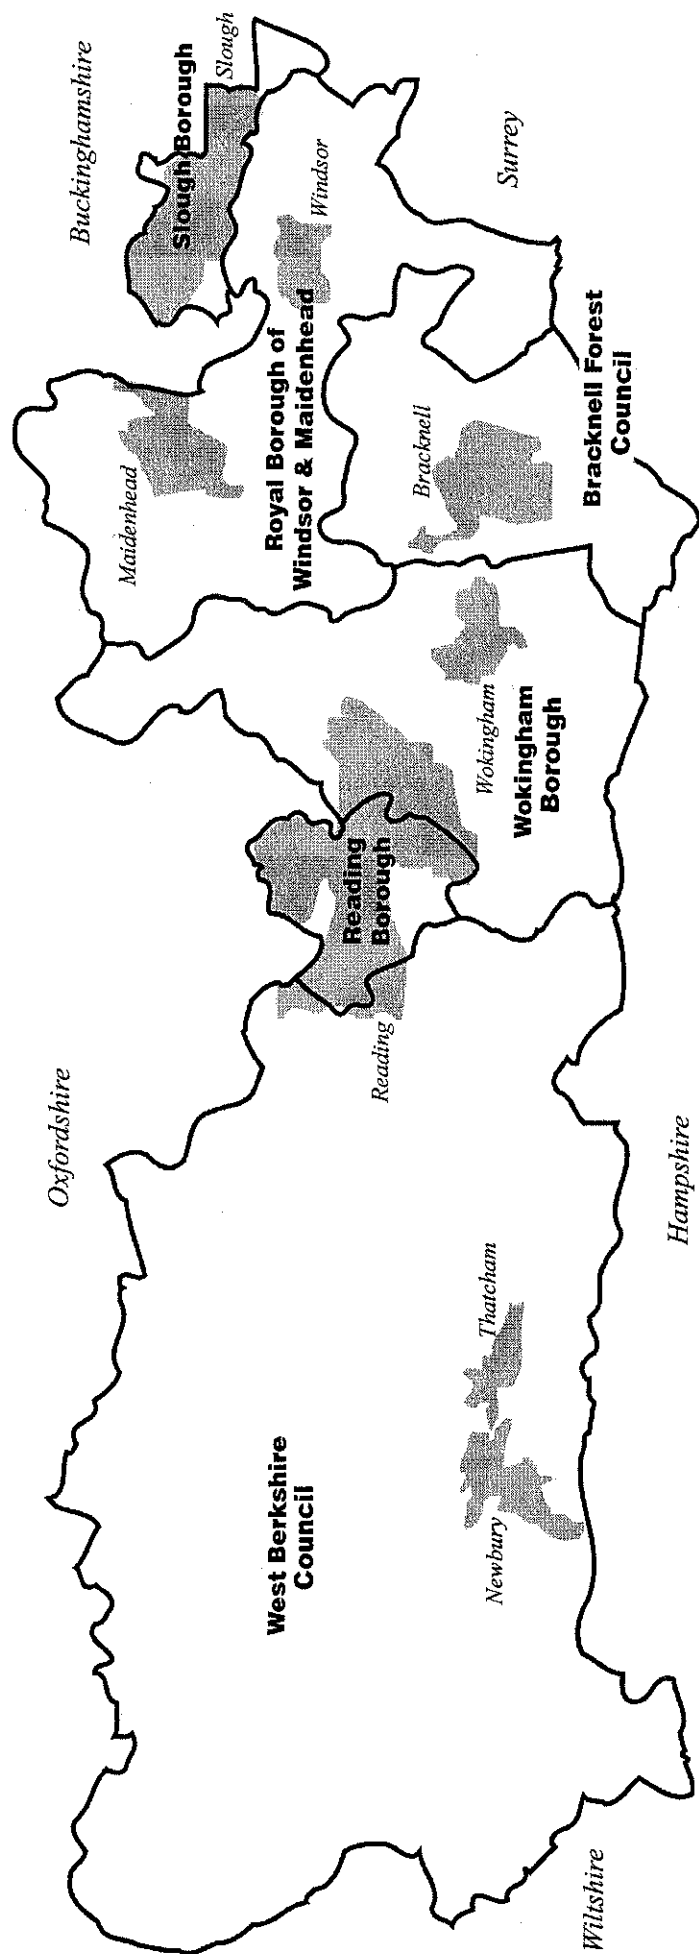 Oxfordshire
Buckinghamshire
Slough Borough
Slough
Maidenhead
Royal Borough of
Windsor & Maidenhead
Windsor
Surrey
Bracknell
Bracknell Forest
Council
Wokingham
Wokingham
Borough
Reading
Borough
Reading
West Berkshire
Council
Newbury
Thatcham
Hampshire
Wiltshire